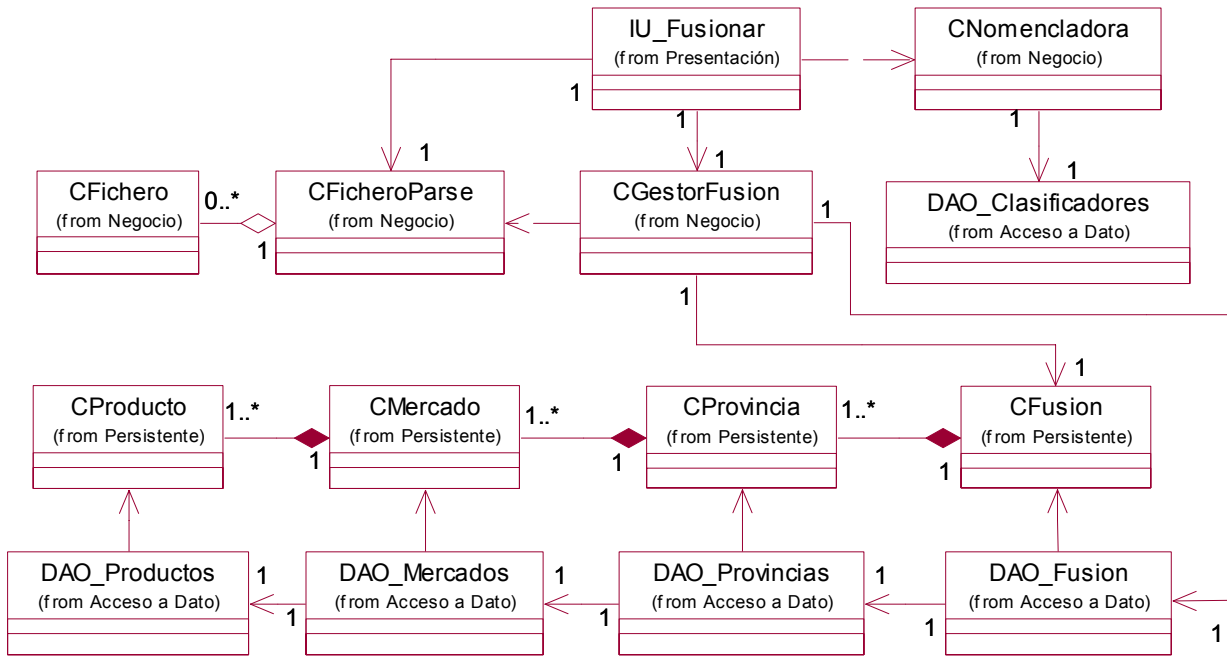 IU_Fusionar
(from Presentación)
CNomencladora
(from Negocio)
1
1
1
1
1
1
CFichero
(from Negocio)
0..*
1
CFicheroParse
(from Negocio)
CGestorFusion
(from Negocio)
1
DAO_Clasificadores
(from Acceso a Dato)
1
1
CProducto
(from Persistente)
1..*
1
CMercado
(from Persistente)
1..*
1
CProvincia
(from Persistente)
1..*
1
CFusion
(from Persistente)
DAO_Productos
(from Acceso a Dato)
1
1
DAO_Mercados
(from Acceso a Dato)
1
1
DAO_Provincias
(from Acceso a Dato)
1
1
DAO_Fusion
(from Acceso a Dato)
1